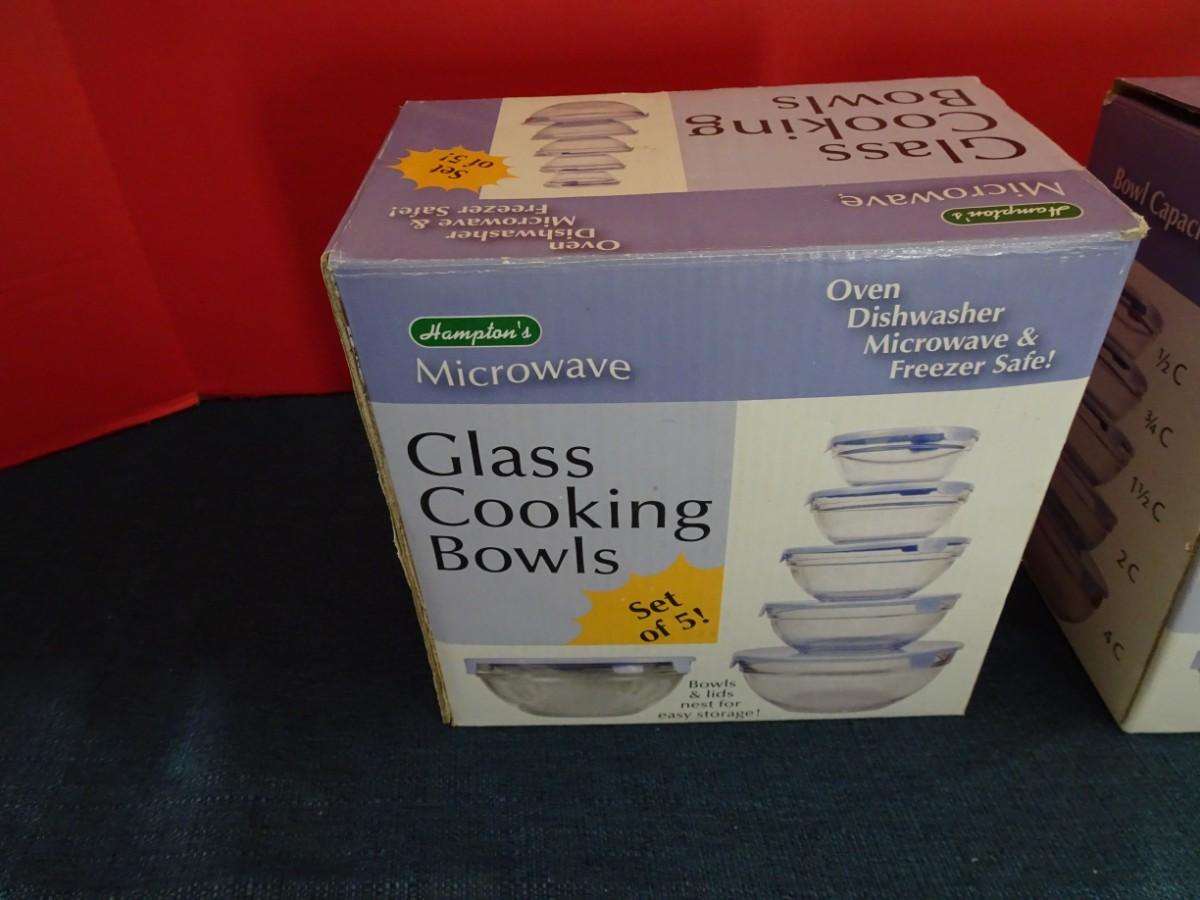 Glass
Cooking
Bowls
Hampton's
Microwave
Set
of 5!
Oven
Dishwasher
Microwave &
Freezer Safe!
Hampton's
Microwave
Oven
Dishwasher
Microwave &
Freezer Safe!
Glass
Cooking
Bowls
Set
of 5!
Bowls
& lids
nest for
easy storage!
Bowl
½ C
¾ C
1½ C
2 C
4 C